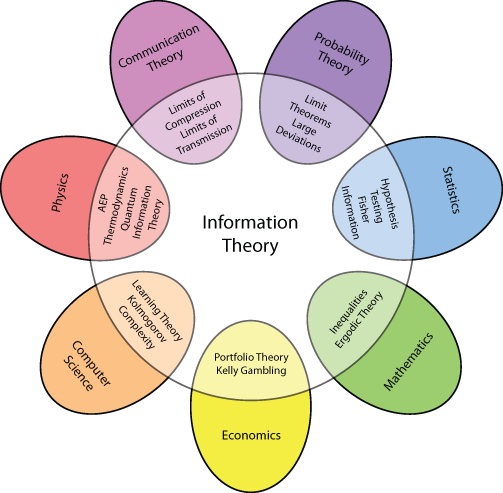 Communication
Theory
Limits of
Compression
Limits of
Transmission
Probability
Theory
Limit
Theorems
Large
Deviations
Physics
AEP
Thermodynamics
Quantum
Information
Theory
Information
Theory
Hypothesis
Testing
Fisher
Information
Statistics
Computer
Science
Learning Theory
Kolmogorov
Complexity
Portfolio Theory
Kelly Gambling
Economics
Inequalities
Ergodic Theory
Mathematics